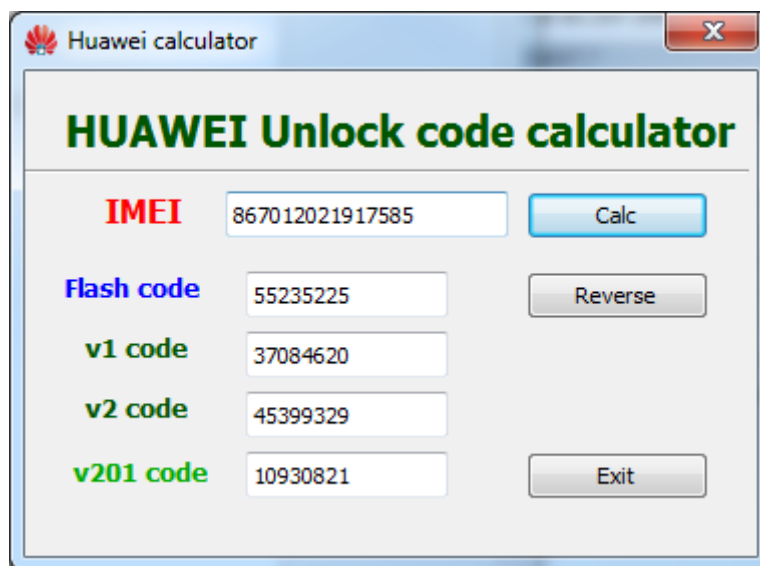 Huawei calculator
HUAWEI Unlock code calculator
IMEI 867012021917585 Calc
Flash code 55235225 Reverse
v1 code 37084620
v2 code 45399329
v201 code 10930821 Exit